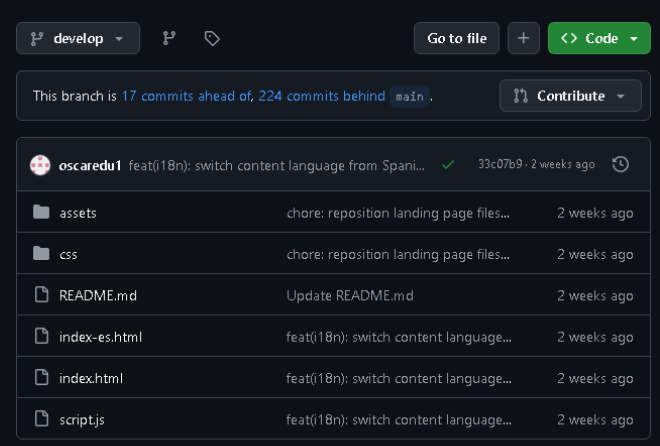 develop Go to file Code
This branch is 17 commits ahead of, 224 commits behind main . Contribute
oscaredu1 feat(i18n): switch content language from Spani... 33c07b9 · 2 weeks ago
assets chore: reposition landing page files... 2 weeks ago
css chore: reposition landing page files... 2 weeks ago
README.md Update README.md 2 weeks ago
index-es.html feat(i18n): switch content language... 2 weeks ago
index.html feat(i18n): switch content language... 2 weeks ago
script.js feat(i18n): switch content language... 2 weeks ago